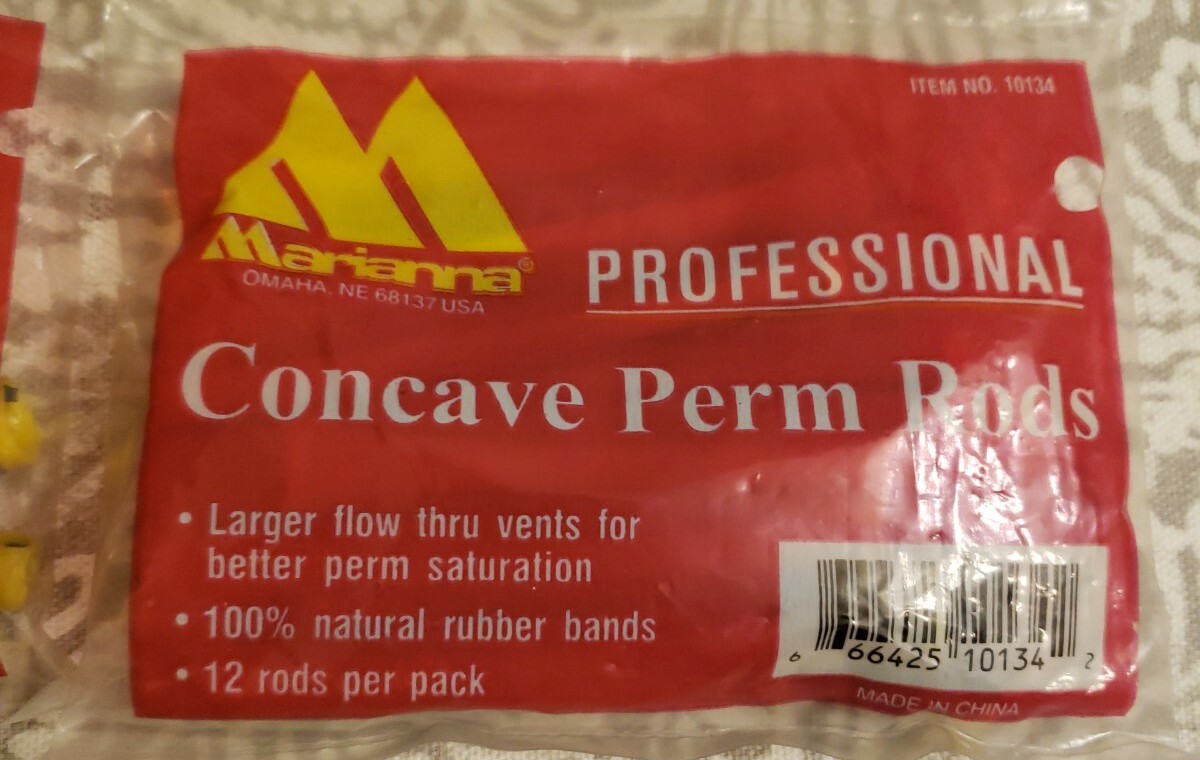 ITEM NO. 10134
Marianna®
OMAHA, NE 68137 USA
PROFESSIONAL
Concave Perm Rods
• Larger flow thru vents for
better perm saturation
• 100% natural rubber bands
• 12 rods per pack
6 66425 10134 2
MADE IN CHINA